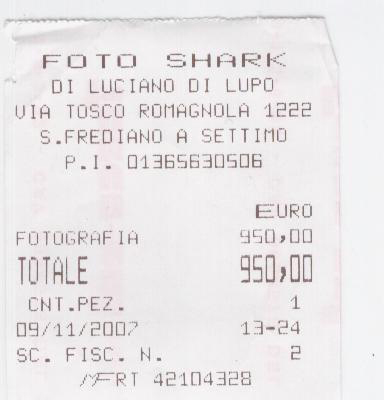 FOTO SHARK
DI LUCIANO DI LUPO
VIA TOSCO ROMAGNOLA 1222
S.FREDIANO A SETTIMO
P.I. 01365630506
EURO
FOTOGRAFIA 950,00
TOTALE 950,00
CNT.PEZ. 1
09/11/2007 13-24
SC. FISC. N. 2
MF RT 42104328